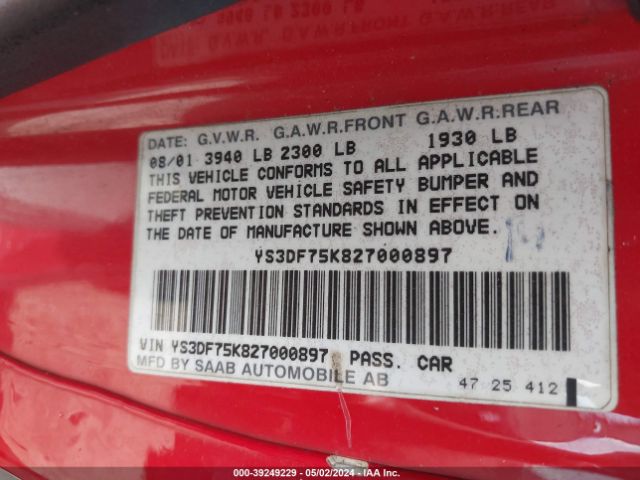 DATE: G.V.W.R. G.A.W.R.FRONT G.A.W.R:REAR
08/01 3940 LB 2300 LB 1930 LB
THIS VEHICLE CONFORMS TO ALL APPLICABLE
FEDERAL MOTOR VEHICLE SAFETY BUMPER AND
THEFT PREVENTION STANDARDS IN EFFECT ON
THE DATE OF MANUFACTURE SHOWN ABOVE.
YS3DF75K827000897
VIN YS3DF75K827000897 PASS. CAR
MFD BY SAAB AUTOMOBILE AB 47 25 412
000-39249229 - 05/02/2024 - IAAI.com